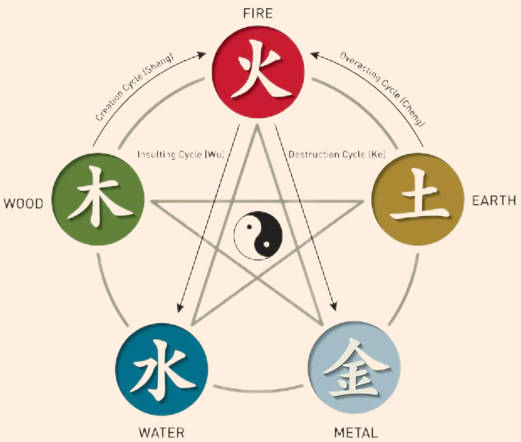 FIRE
火
Creation Cycle (Sheng)
Overacting Cycle (Cheng)
Insulting Cycle (Wu)
Destruction Cycle (Ke)
WOOD
木
土
EARTH
水
金
WATER
METAL